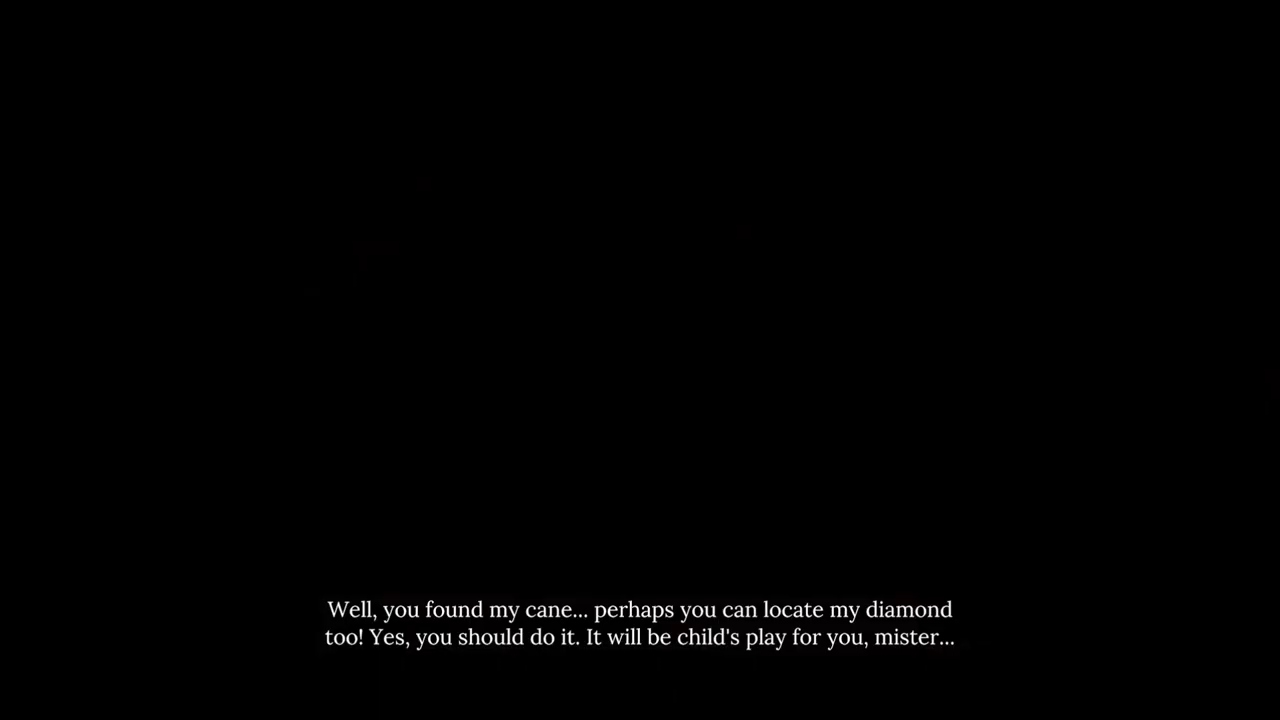 Well, you found my cane... perhaps you can locate my diamond
too! Yes, you should do it. It will be child's play for you, mister...